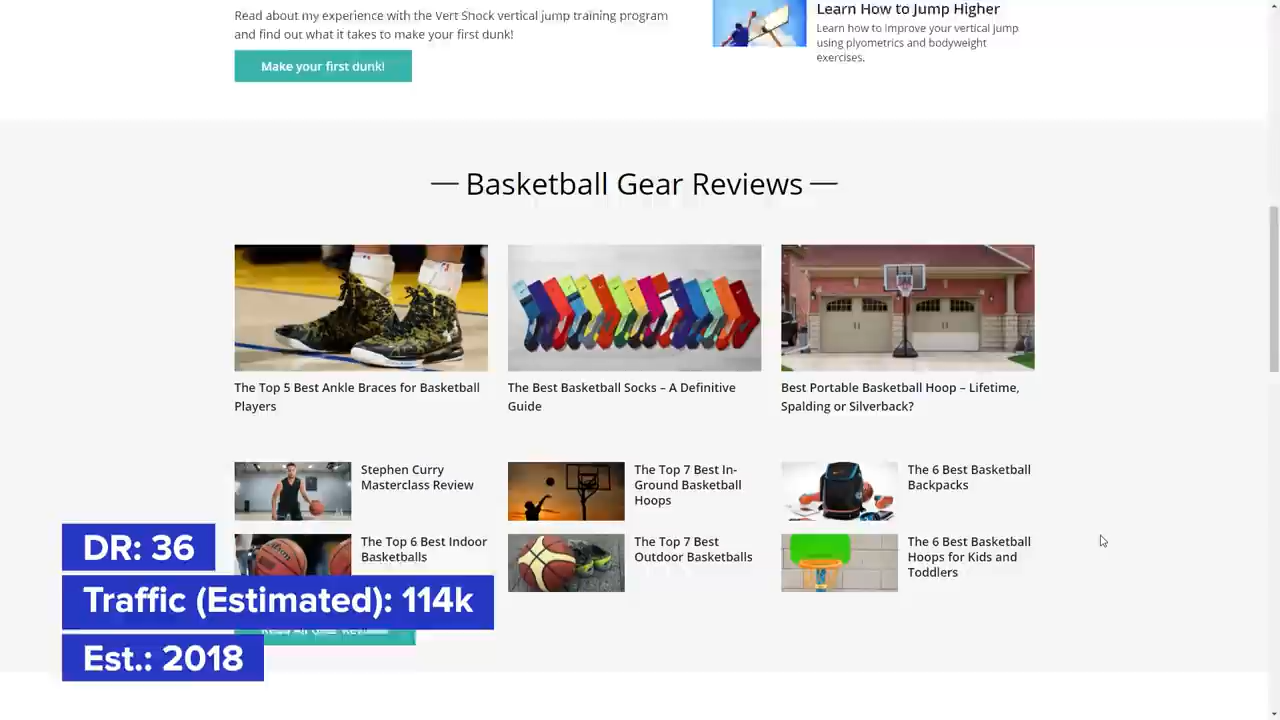 Read about my experience with the Vert Shock vertical jump training program
and find out what it takes to make your first dunk!
Make your first dunk!
Learn How to Jump Higher
Learn how to improve your vertical jump
using plyometrics and bodyweight
exercises.
— Basketball Gear Reviews —
The Top 5 Best Ankle Braces for Basketball
Players
The Best Basketball Socks – A Definitive
Guide
Best Portable Basketball Hoop – Lifetime,
Spalding or Silverback?
Stephen Curry
Masterclass Review
The Top 7 Best In-
Ground Basketball
Hoops
The 6 Best Basketball
Backpacks
The Top 6 Best Indoor
Basketballs
The Top 7 Best
Outdoor Basketballs
The 6 Best Basketball
Hoops for Kids and
Toddlers
DR: 36
Traffic (Estimated): 114k
Est.: 2018